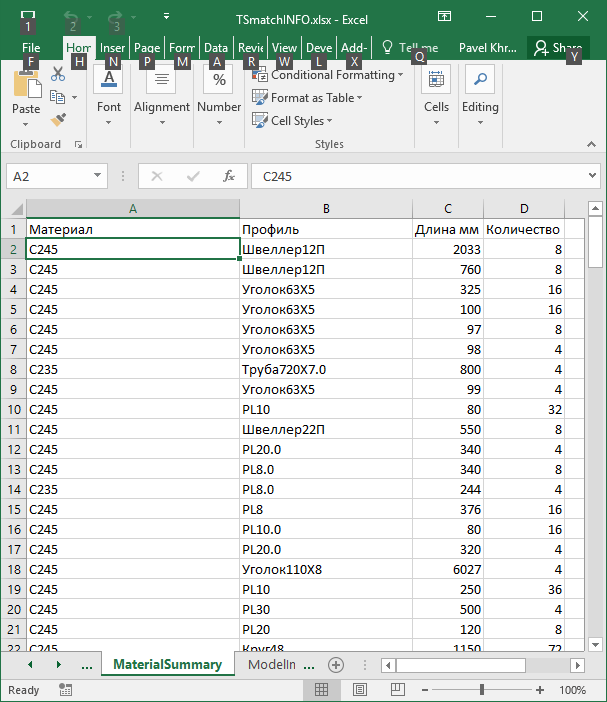 TSmatchINFO.xlsx - Excel
1 2 3
File Hom Inser Page Form Data Revie View Deve Add- Tell me Pavel Khr... Share
F H N P M A R W L X Q Y
Paste
Clipboard
Font
Alignment
%
Number
Conditional Formatting
Format as Table
Cell Styles
Styles
Cells
Editing
A2 fx C245
A B C D
1 Материал Профиль Длина мм Количество
2 C245 Швеллер12П 2033 8
3 C245 Швеллер12П 760 8
4 C245 Уголок63X5 325 16
5 C245 Уголок63X5 100 16
6 C245 Уголок63X5 97 8
7 C245 Уголок63X5 98 4
8 C235 Труба720X7.0 800 4
9 C245 Уголок63X5 99 4
10 C245 PL10 80 32
11 C245 Швеллер22П 550 8
12 C245 PL20.0 340 4
13 C245 PL8.0 340 8
14 C235 PL8.0 244 4
15 C245 PL8 376 16
16 C245 PL10.0 80 16
17 C245 PL20.0 320 4
18 C245 Уголок110X8 6027 4
19 C245 PL10 250 36
20 C245 PL30 500 4
21 C245 PL20 120 8
22 C245 Круг48 1150 72
... MaterialSummary ModelIn ...
Ready 100%